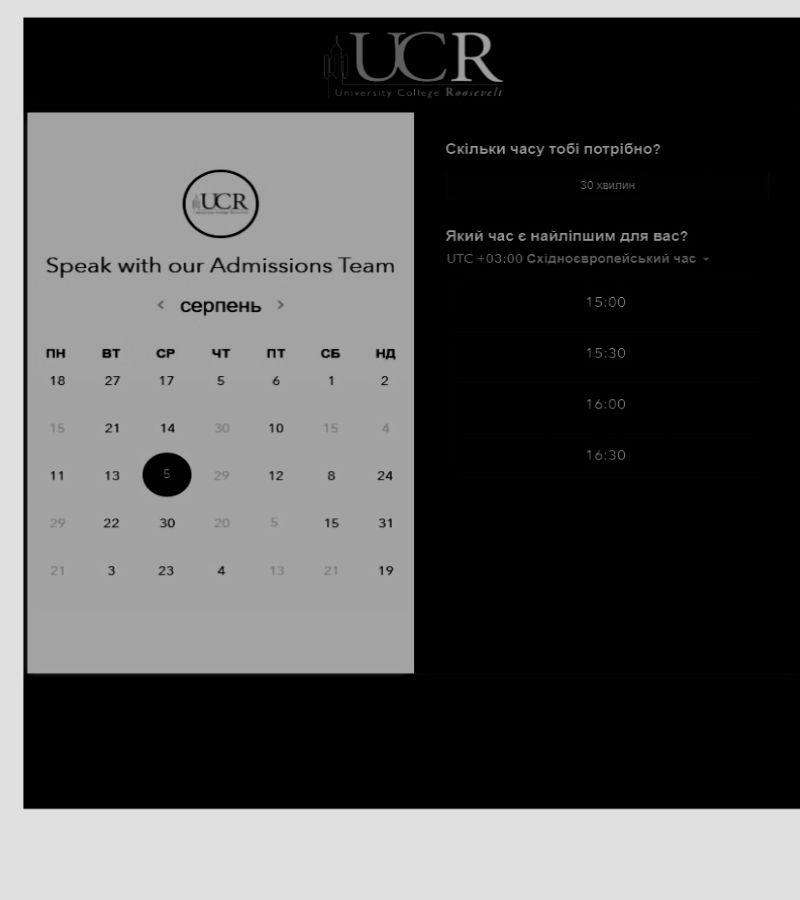 UCR
University College Roosevelt
UCR
Speak with our Admissions Team
< серпень >
ПН ВТ СР ЧТ ПТ СБ НД
18 27 17 5 6 1 2
15 21 14 30 10 15 4
11 13 5 29 12 8 24
29 22 30 20 5 15 31
21 3 23 4 13 21 19
Скільки часу тобі потрібно?
30 хвилин
Який час є найліпшим для вас?
UTC +03:00 Східноєвропейський час
15:00
15:30
16:00
16:30